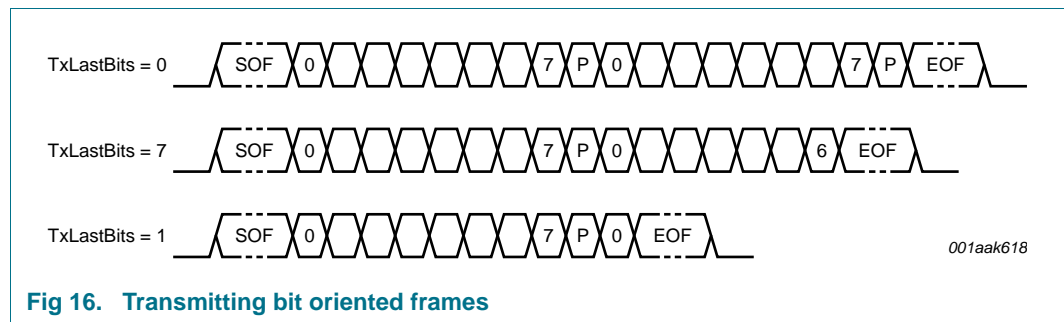 TxLastBits = 0 SOF 0 7 P 0 7 P EOF
TxLastBits = 7 SOF 0 7 P 0 6 EOF
TxLastBits = 1 SOF 0 7 P 0 EOF
001aak618
Fig 16. Transmitting bit oriented frames